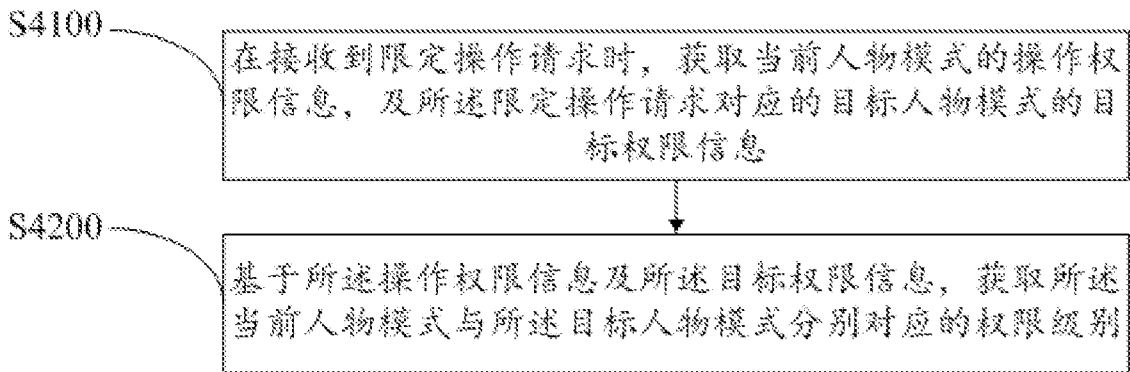 S4100
在接收到限定操作请求时，获取当前人物模式的操作权
限信息，及所述限定操作请求对应的目标人物模式的目
标权限信息
S4200
基于所述操作权限信息及所述目标权限信息，获取所述
当前人物模式与所述目标人物模式分别对应的权限级别